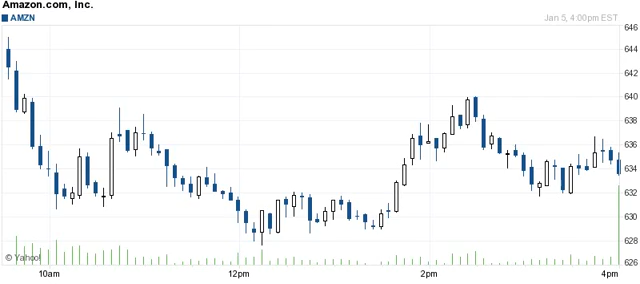 Amazon.com, Inc.
AMZN
Jan 5, 4:00pm EST
646
644
642
640
638
636
634
632
630
628
626
© Yahoo!
10am
12pm
2pm
4pm